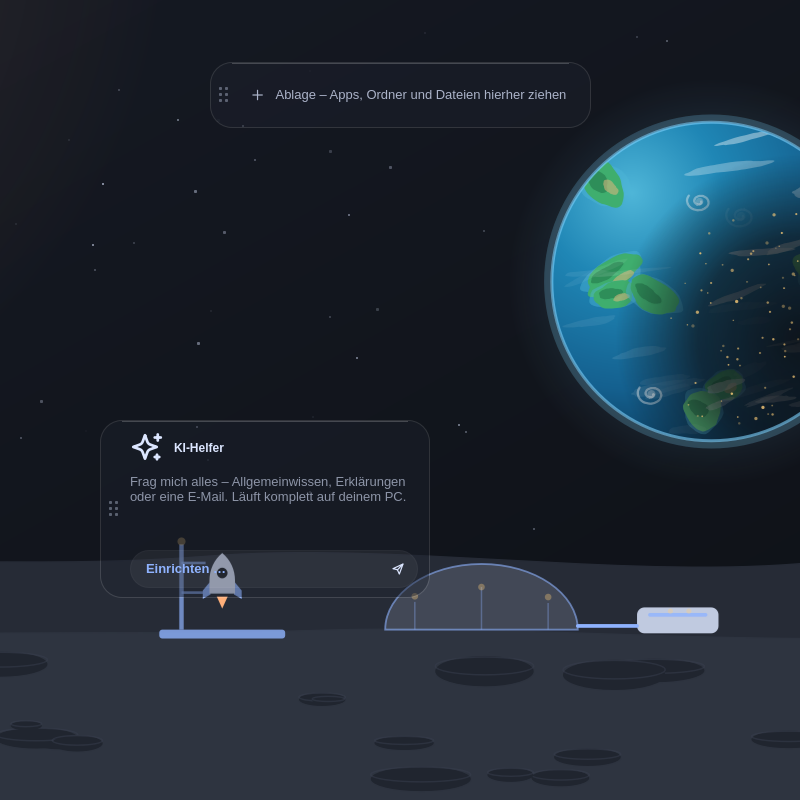 Ablage – Apps, Ordner und Dateien hierher ziehen
KI-Helfer
Frag mich alles – Allgemeinwissen, Erklärungen
oder eine E-Mail. Läuft komplett auf deinem PC.
Einrichten